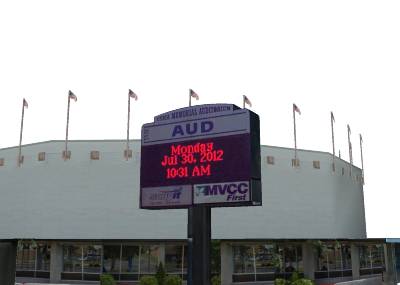 MEMORIAL AUDITORIUM
AUD
Monday
Jul 30, 2012
10:31 AM
MVCC
First